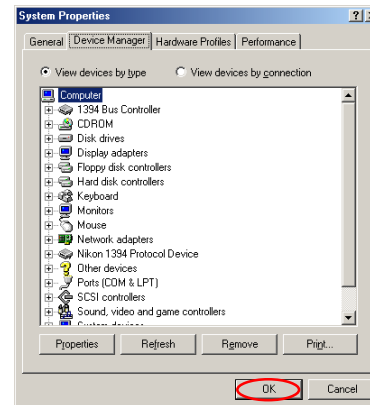 System Properties
General Device Manager Hardware Profiles Performance
View devices by type View devices by connection
Computer
1394 Bus Controller
CDROM
Disk drives
Display adapters
Floppy disk controllers
Hard disk controllers
Keyboard
Monitors
Mouse
Network adapters
Nikon 1394 Protocol Device
Other devices
Ports (COM & LPT)
SCSI controllers
Sound, video and game controllers
System devices
Properties Refresh Remove Print...
OK Cancel